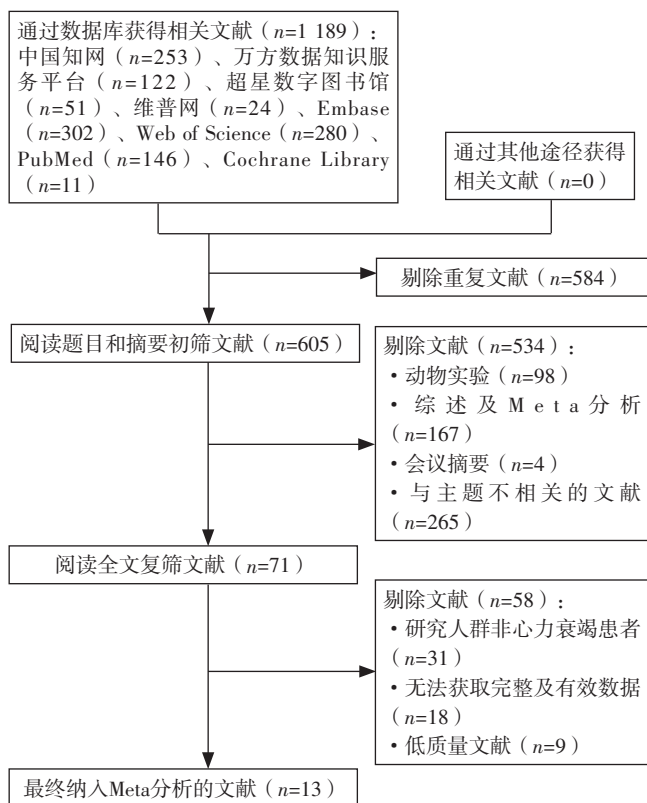 通过数据库获得相关文献（n=1 189）：
中国知网（n=253）、万方数据知识服
务平台（n=122）、超星数字图书馆
（n=51）、维普网（n=24）、Embase
（n=302）、Web of Science（n=280）、
PubMed（n=146）、Cochrane Library
（n=11）
通过其他途径获得
相关文献（n=0）
剔除重复文献（n=584）
阅读题目和摘要初筛文献（n=605）
剔除文献（n=534）：
·动物实验（n=98）
·综述及Meta分析
（n=167）
·会议摘要（n=4）
·与主题不相关的文献
（n=265）
阅读全文复筛文献（n=71）
剔除文献（n=58）：
·研究人群非心力衰竭患者
（n=31）
·无法获取完整及有效数据
（n=18）
·低质量文献（n=9）
最终纳入Meta分析的文献（n=13）